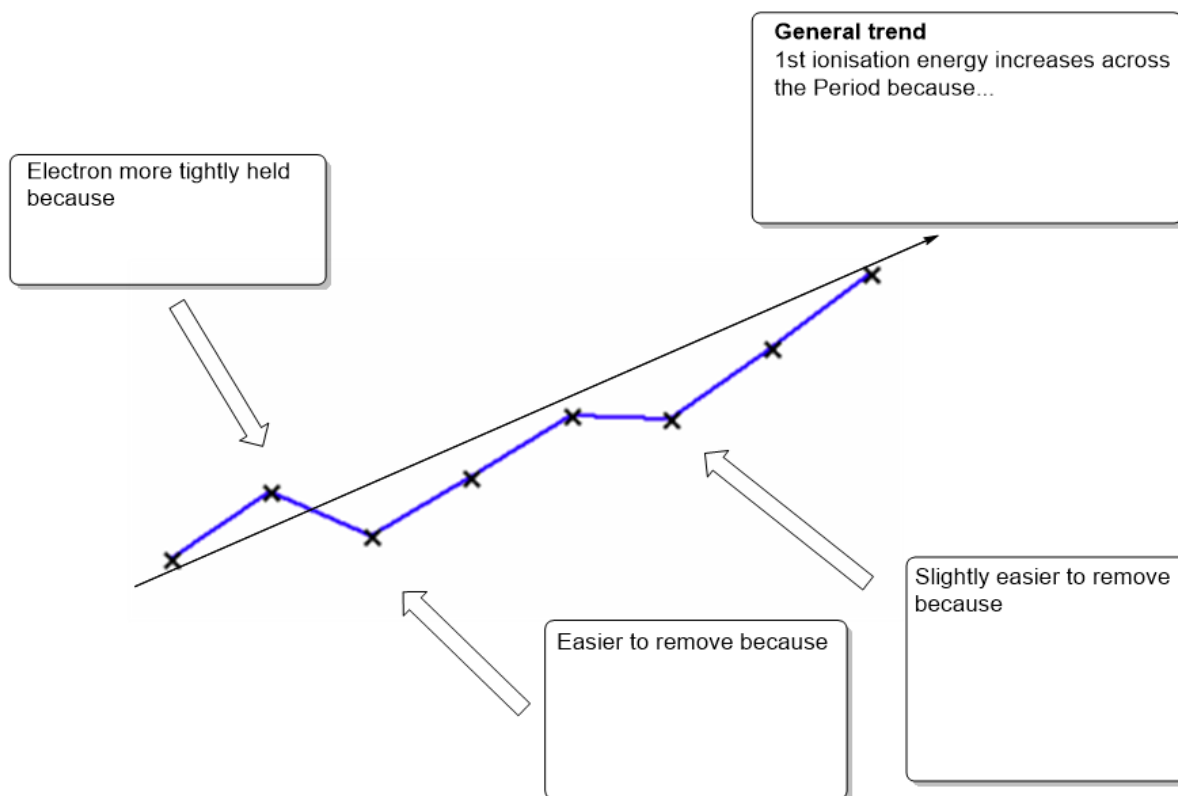 General trend
1st ionisation energy increases across
the Period because...
Electron more tightly held
because
Slightly easier to remove
because
Easier to remove because